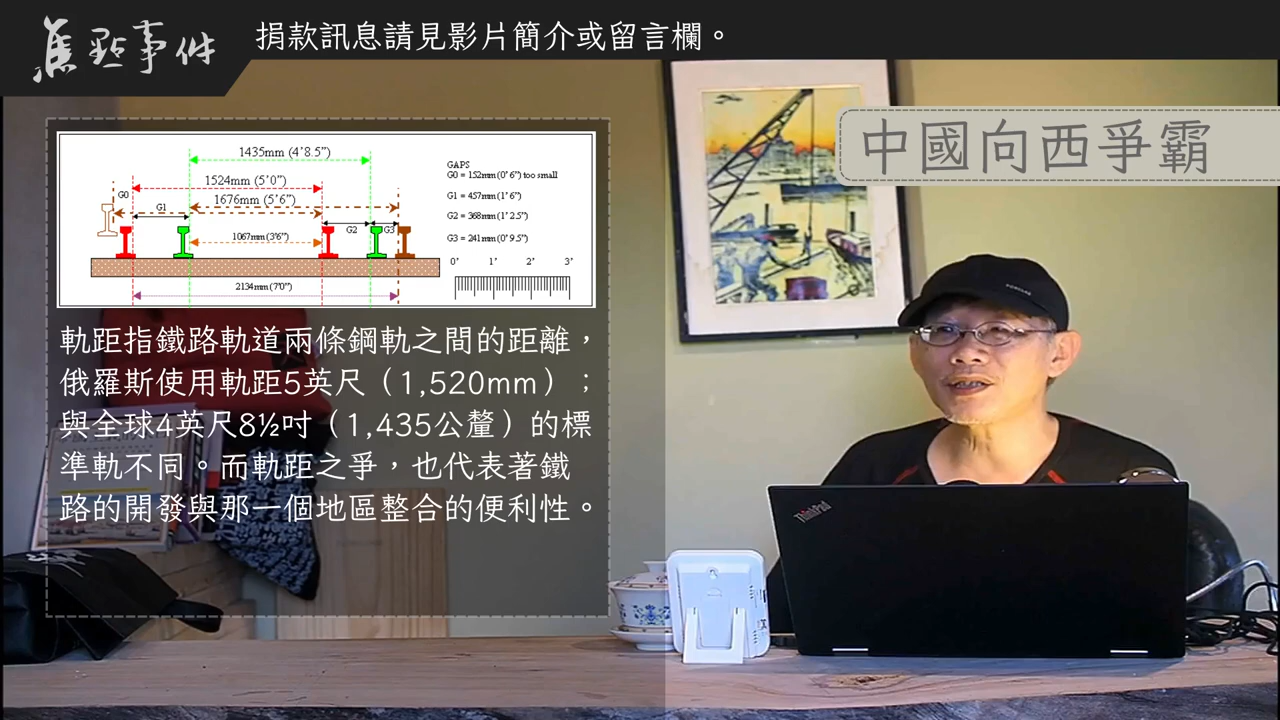 焦點事件
捐款訊息請見影片簡介或留言欄。
中國向西爭霸
1435mm (4’8.5”)
1524mm (5’0”)
1676mm (5’6”)
G0
G1
1067mm (3’6”)
G2
G3
2134mm (7’0”)
GAPS
G0 = 152mm (0’6”) too small
G1 = 457mm (1’6”)
G2 = 368mm (1’2.5”)
G3 = 241mm (0’9.5”)
0’ 1’ 2’ 3’
軌距指鐵路軌道兩條鋼軌之間的距離，
俄羅斯使用軌距5英尺（1,520mm）；
與全球4英尺8½吋（1,435公釐）的標
準軌不同。而軌距之爭，也代表著鐵
路的開發與那一個地區整合的便利性。
ThinkPad